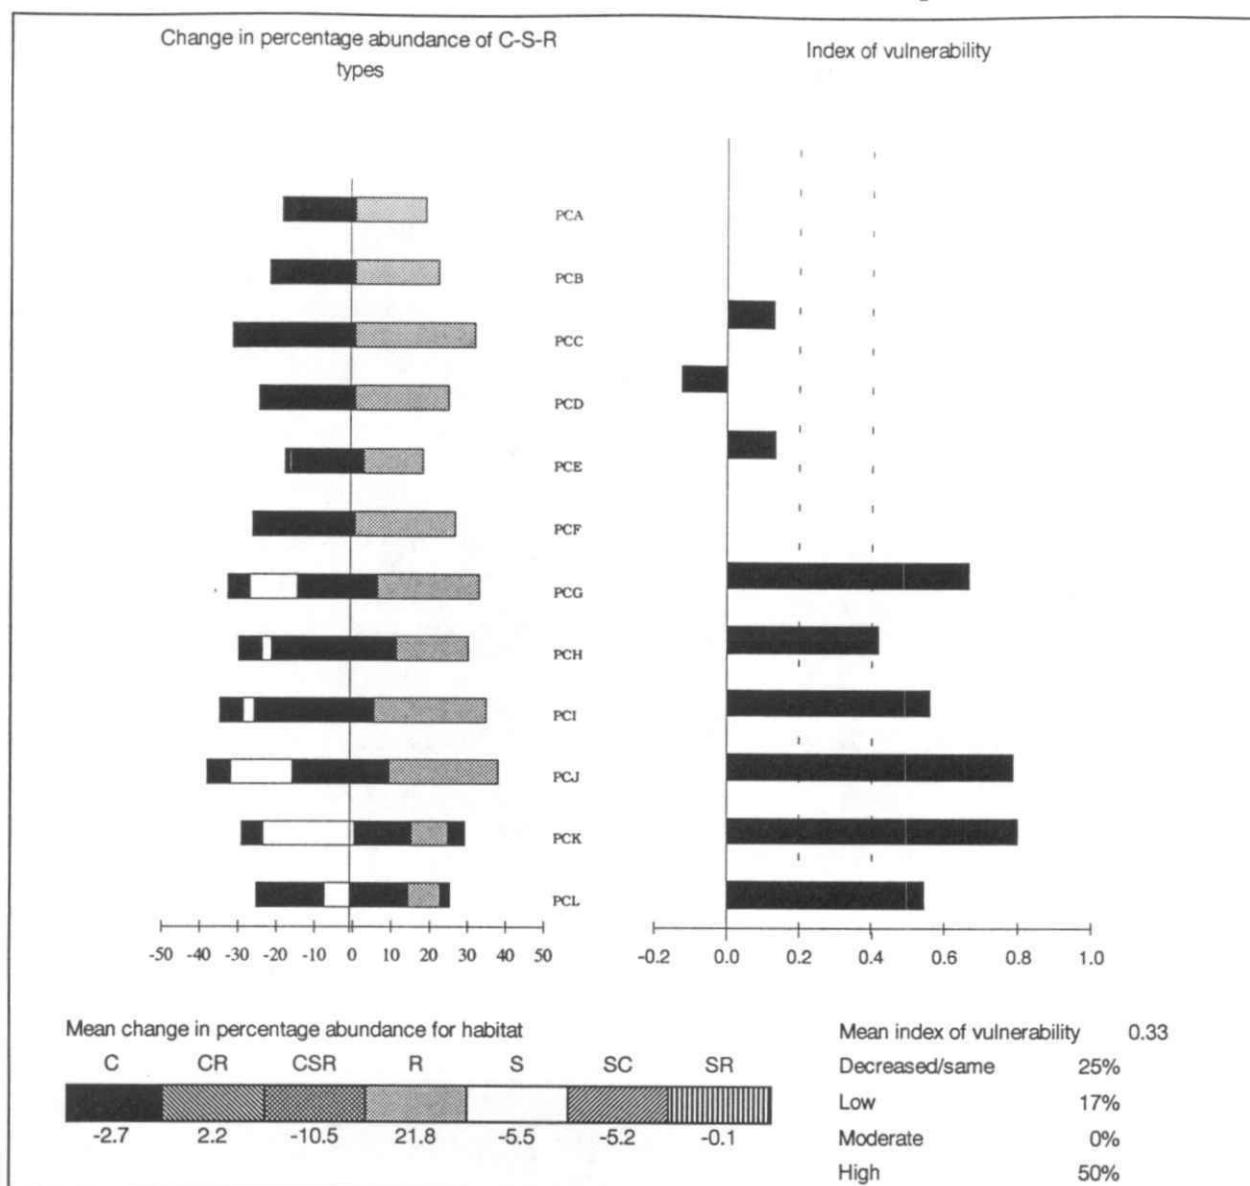 Change in percentage abundance of C-S-R
types
Index of vulnerability
PCA
PCB
PCC
PCD
PCE
PCF
PCG
PCH
PCI
PCJ
PCK
PCL
-50 -40 -30 -20 -10 0 10 20 30 40 50
-0.2 0.0 0.2 0.4 0.6 0.8 1.0
Mean change in percentage abundance for habitat
C CR CSR R S SC SR
-2.7 2.2 -10.5 21.8 -5.5 -5.2 -0.1
Mean index of vulnerability 0.33
Decreased/same 25%
Low 17%
Moderate 0%
High 50%